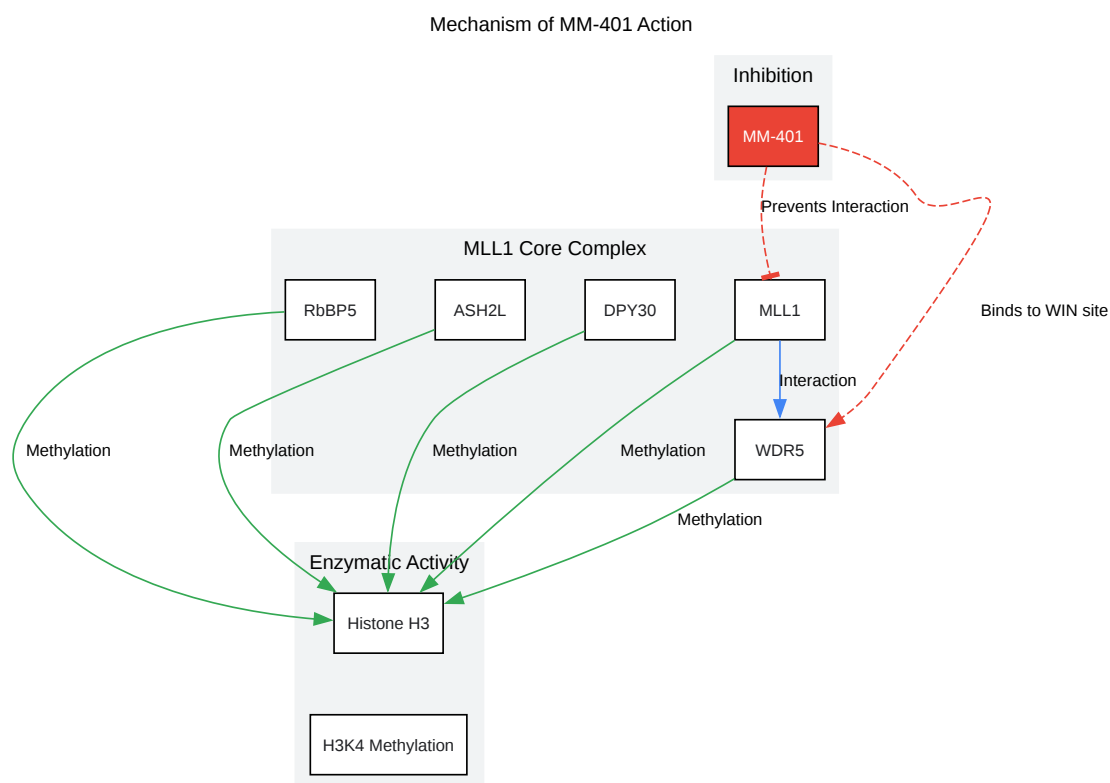 Mechanism of MM-401 Action
Inhibition
MM-401
Prevents Interaction
MLL1 Core Complex
RbBP5
ASH2L
DPY30
MLL1
Binds to WIN site
Interaction
Methylation
Methylation
Methylation
Methylation
WDR5
Methylation
Enzymatic Activity
Histone H3
H3K4 Methylation